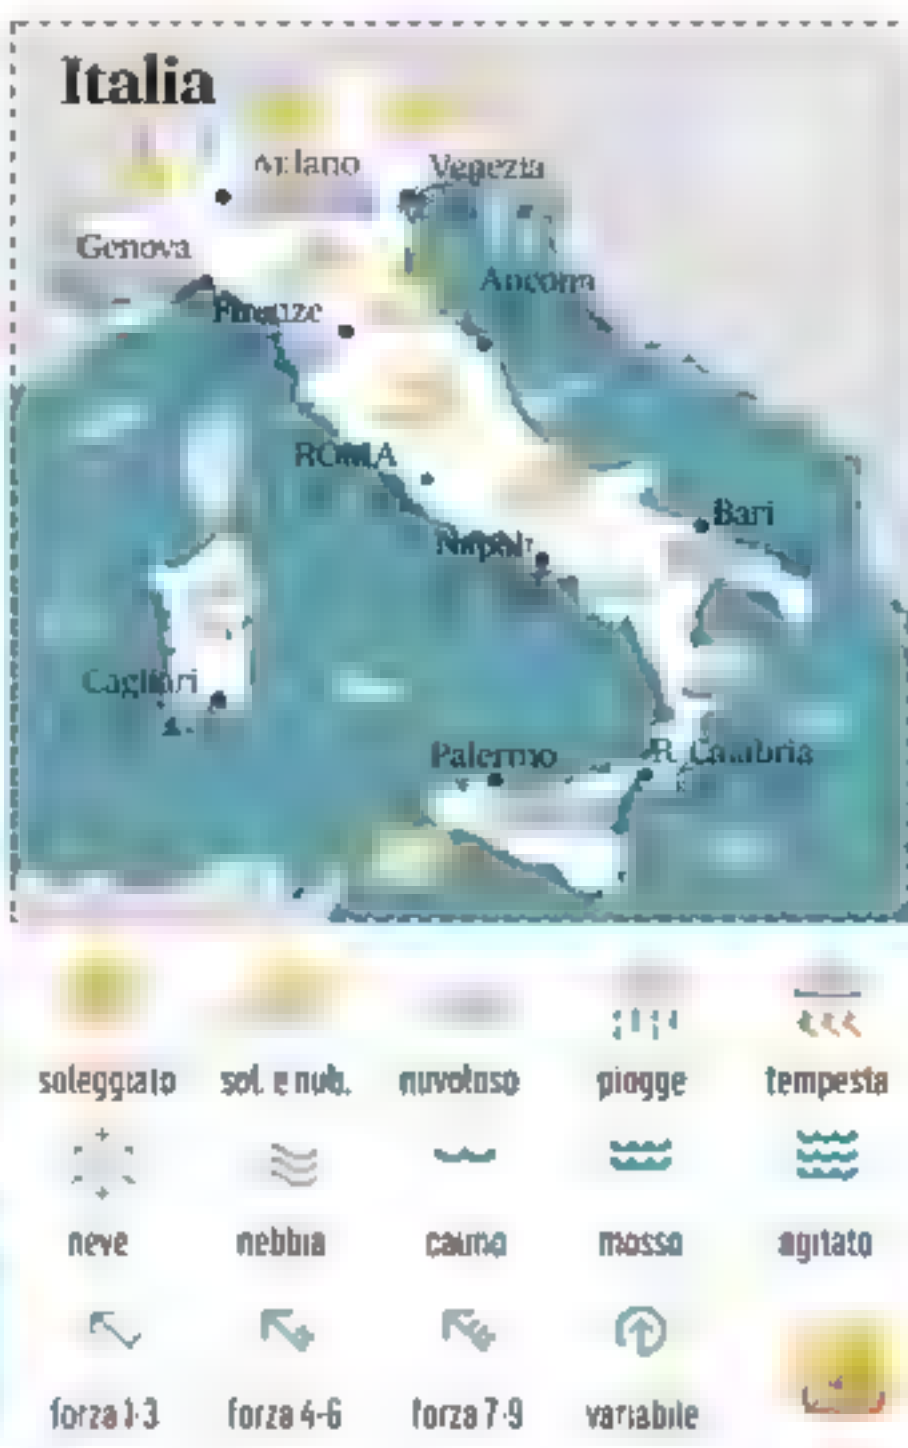 Italia
Milano
Venezia
Genova
Ancona
Firenze
ROMA
Bari
Napoli
Cagliari
Palermo
R. Calabria
soleggiato sol. e nub. nuvoloso piogge tempesta
neve nebbia calmo mosso agitato
forza 1-3 forza 4-6 forza 7-9 variabile